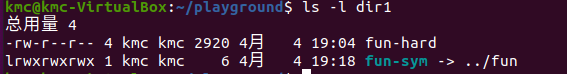 kmc@kmc-VirtualBox:~/playground$ ls -l dir1
总用量 4
-rw-r--r-- 4 kmc kmc 2920 4月   4 19:04 fun-hard
lrwxrwxrwx 1 kmc kmc    6 4月   4 19:18 fun-sym -> ../fun